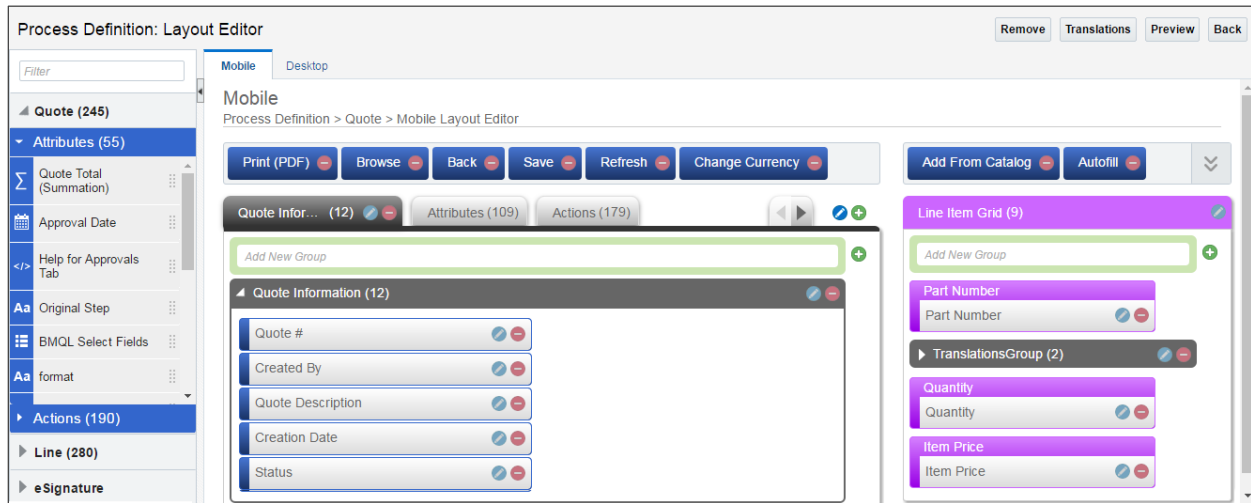 Process Definition: Layout Editor
Remove Translations Preview Back
Filter
Quote (245)
Attributes (55)
Quote Total
(Summation)
Approval Date
</> Help for Approvals
Tab
Aa Original Step
BMQL Select Fields
Aa format
Actions (190)
Line (280)
eSignature
Mobile Desktop
Mobile
Process Definition > Quote > Mobile Layout Editor
Print (PDF) Browse Back Save Refresh Change Currency
Quote Infor... (12) Attributes (109) Actions (179)
Add New Group
Quote Information (12)
Quote #
Created By
Quote Description
Creation Date
Status
Add From Catalog Autofill
Line Item Grid (9)
Add New Group
Part Number
Part Number
TranslationsGroup (2)
Quantity
Quantity
Item Price
Item Price